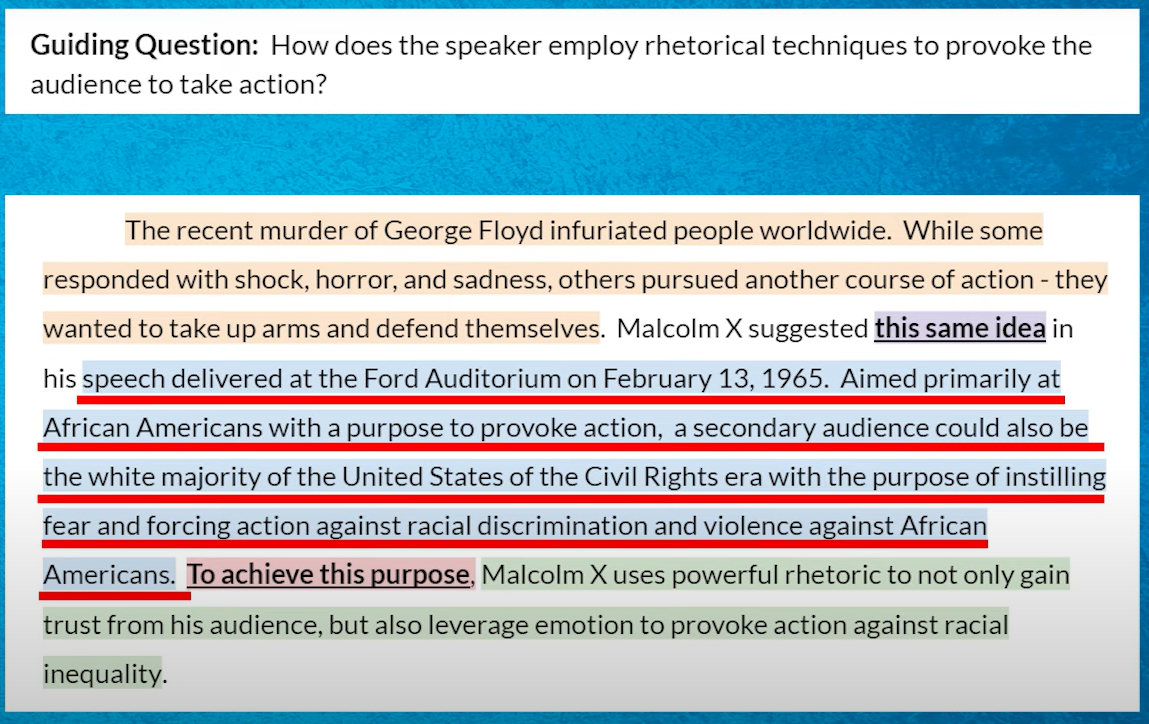 Guiding Question: How does the speaker employ rhetorical techniques to provoke the
audience to take action?
The recent murder of George Floyd infuriated people worldwide. While some
responded with shock, horror, and sadness, others pursued another course of action - they
wanted to take up arms and defend themselves. Malcolm X suggested this same idea in
his speech delivered at the Ford Auditorium on February 13, 1965. Aimed primarily at
African Americans with a purpose to provoke action, a secondary audience could also be
the white majority of the United States of the Civil Rights era with the purpose of instilling
fear and forcing action against racial discrimination and violence against African
Americans. To achieve this purpose, Malcolm X uses powerful rhetoric to not only gain
trust from his audience, but also leverage emotion to provoke action against racial
inequality.